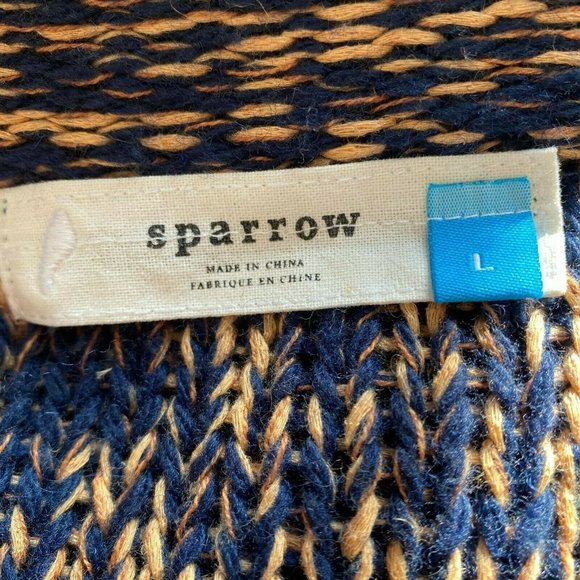 sparrow
MADE IN CHINA
FABRIQUE EN CHINE
L